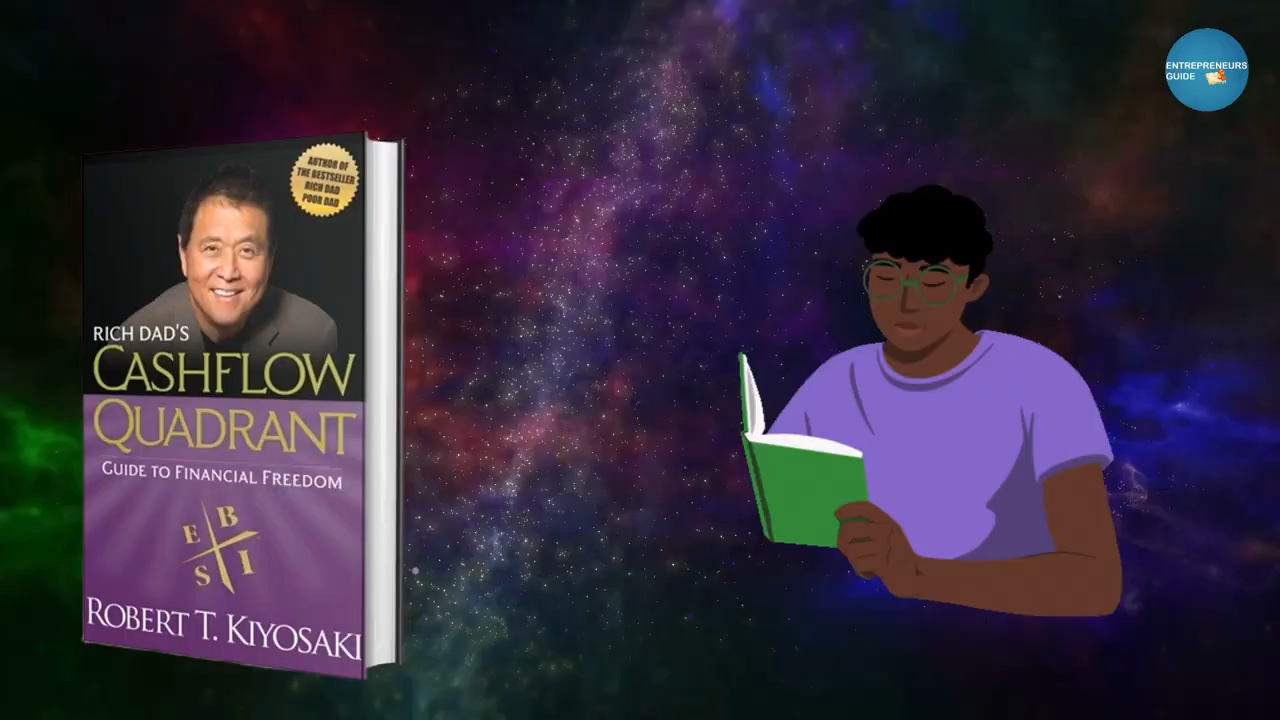 AUTHOR OF
THE BESTSELLER
RICH DAD
POOR DAD
RICH DAD'S
CASHFLOW
QUADRANT
GUIDE TO FINANCIAL FREEDOM
E B
S I
ROBERT T. KIYOSAKI
ENTREPRENEURS
GUIDE